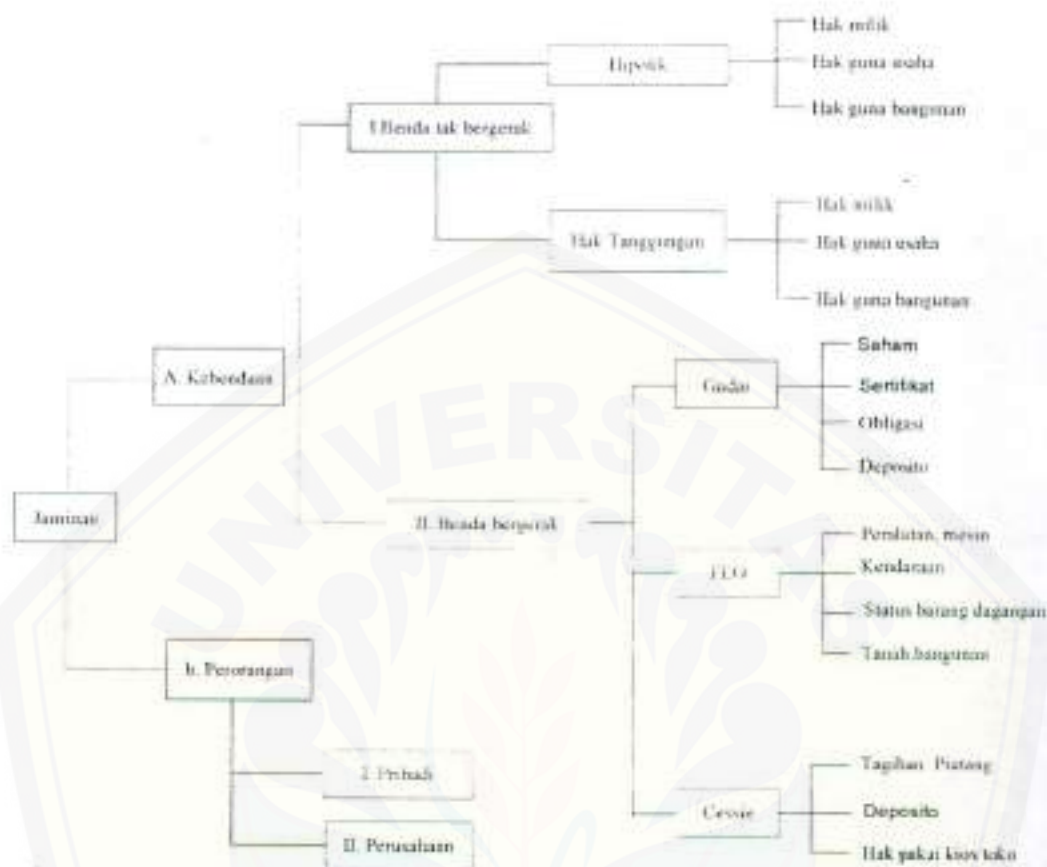 Hak milik
Hipotik
Hak guna usaha
Hak guna bangunan
I Benda tak bergerak
Hak milik
Hak Tanggungan
Hak guna usaha
Hak guna bangunan
Saham
A. Kebendaan
Gadai
Sertifikat
Obligasi
Deposito
UNIVERSITAS
Jaminan
II. Benda bergerak
Peralatan, mesin
Kendaraan
Status barang dagangan
Tanah bangunan
b. Perorangan
I. Pribadi
Tagihan Piutang
Cessie
Deposito
II. Perusahaan
Hak pakai kios toko